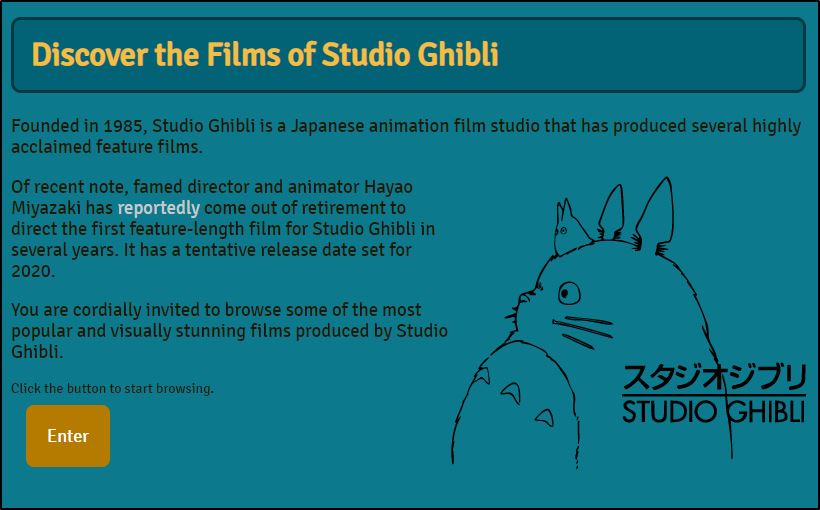 Discover the Films of Studio Ghibli
Founded in 1985, Studio Ghibli is a Japanese animation film studio that has produced several highly
acclaimed feature films.
Of recent note, famed director and animator Hayao
Miyazaki has reportedly come out of retirement to
direct the first feature-length film for Studio Ghibli in
several years. It has a tentative release date set for
2020.
You are cordially invited to browse some of the most
popular and visually stunning films produced by Studio
Ghibli.
Click the button to start browsing.
Enter
スタジオジブリ
STUDIO GHIBLI